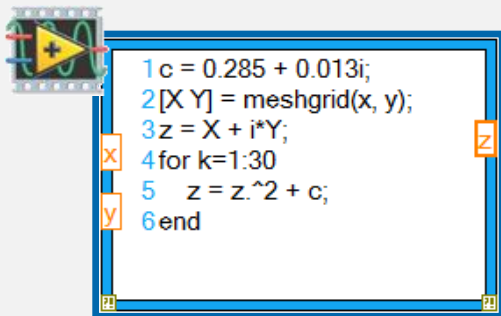 1 c = 0.285 + 0.013i;
2 [X Y] = meshgrid(x, y);
3 z = X + i*Y;
4 for k=1:30
5 z = z.^2 + c;
6 end
x
y
z